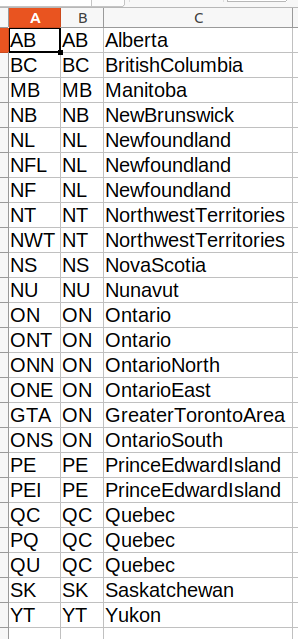 A B C
AB AB Alberta
BC BC BritishColumbia
MB MB Manitoba
NB NB NewBrunswick
NL NL Newfoundland
NFL NL Newfoundland
NF NL Newfoundland
NT NT NorthwestTerritories
NWT NT NorthwestTerritories
NS NS NovaScotia
NU NU Nunavut
ON ON Ontario
ONT ON Ontario
ONN ON OntarioNorth
ONE ON OntarioEast
GTA ON GreaterTorontoArea
ONS ON OntarioSouth
PE PE PrinceEdwardIsland
PEI PE PrinceEdwardIsland
QC QC Quebec
PQ QC Quebec
QU QC Quebec
SK SK Saskatchewan
YT YT Yukon